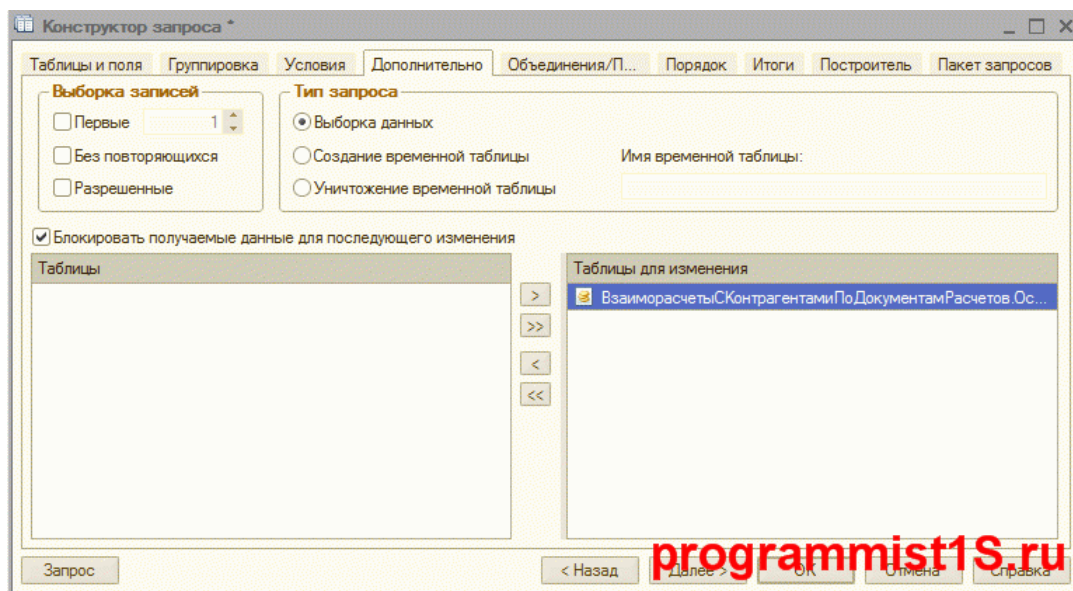 Конструктор запроса *
Таблицы и поля Группировка Условия Дополнительно Объединения/П... Порядок Итоги Построитель Пакет запросов
Выборка записей
Первые 1
Без повторяющихся
Разрешенные
Тип запроса
Выборка данных
Создание временной таблицы
Уничтожение временной таблицы
Имя временной таблицы:
Блокировать получаемые данные для последующего изменения
Таблицы
>
>>
<
<<
Таблицы для изменения
ВзаиморасчетыСКонтрагентамиПоДокументамРасчетов.Ос...
Запрос < Назад Далее > ОК Отмена Справка
programmist1S.ru